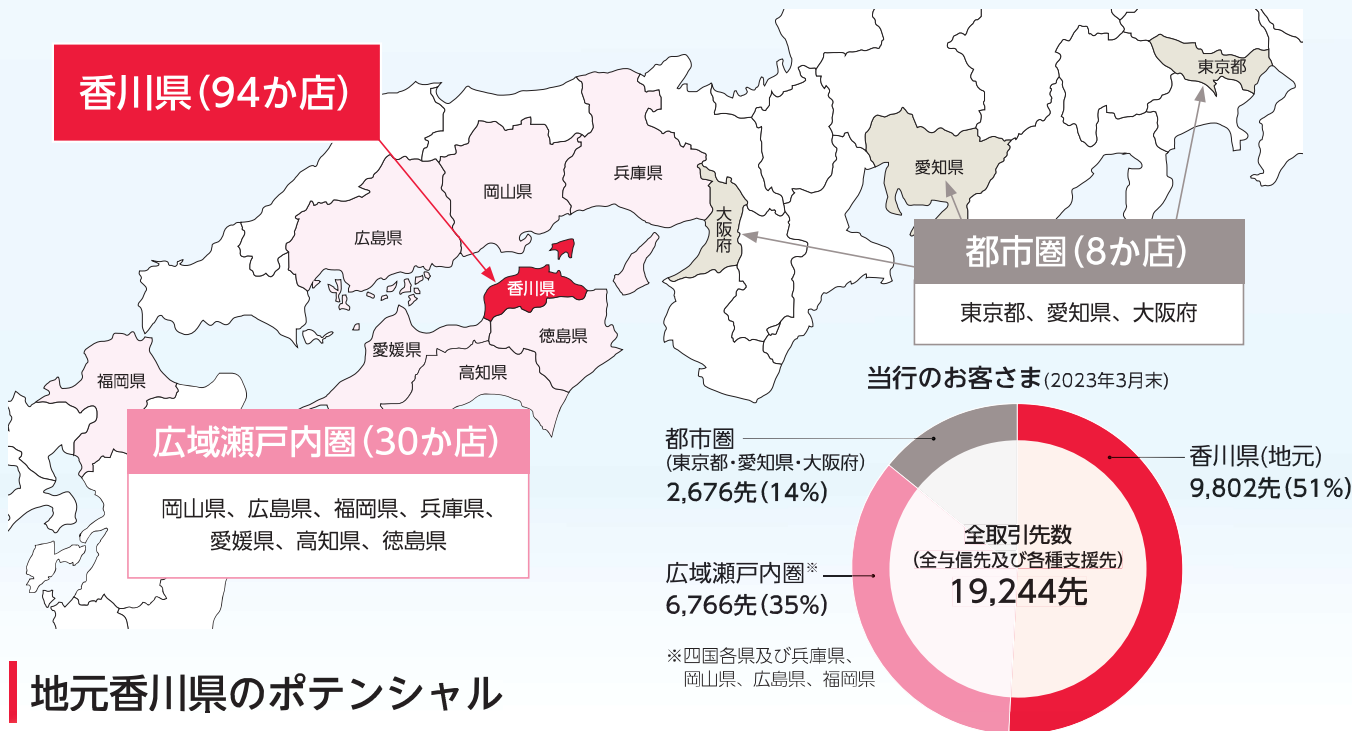 香川県(94か店)
東京都
愛知県
兵庫県
岡山県
大阪府
広島県
都市圏(8か店)
東京都、愛知県、大阪府
香川県
徳島県
愛媛県
高知県
福岡県
広域瀬戸内圏(30か店)
岡山県、広島県、福岡県、兵庫県、
愛媛県、高知県、徳島県
当行のお客さま(2023年3月末)
都市圏
(東京都・愛知県・大阪府)
2,676先(14%)
香川県(地元)
9,802先(51%)
全取引先数
(全与信先及び各種支援先)
19,244先
広域瀬戸内圏※
6,766先(35%)
※四国各県及び兵庫県、
岡山県、広島県、福岡県
地元香川県のポテンシャル